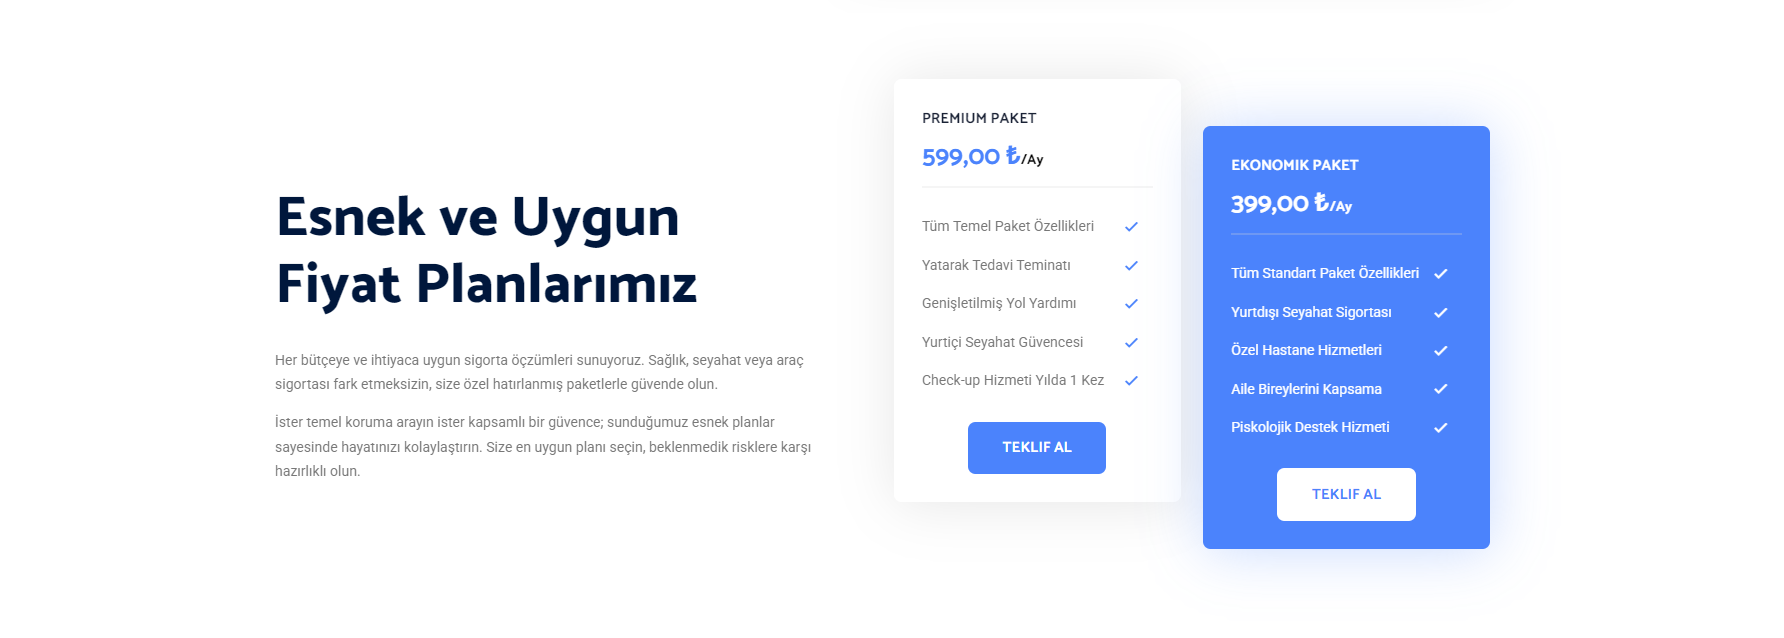 Esnek ve Uygun
Fiyat Planlarımız
Her bütçeye ve ihtiyaca uygun sigorta öçzümleri sunuyoruz. Sağlık, seyahat veya araç
sigortası fark etmeksizin, size özel hatırlanmış paketlerle güvende olun.
İster temel koruma arayın ister kapsamlı bir güvence; sunduğumuz esnek planlar
sayesinde hayatınızı kolaylaştırın. Size en uygun planı seçin, beklenmedik risklere karşı
hazırlıklı olun.
PREMIUM PAKET
599,00 ₺/Ay
Tüm Temel Paket Özellikleri
Yatarak Tedavi Teminatı
Genişletilmiş Yol Yardımı
Yurtiçi Seyahat Güvencesi
Check-up Hizmeti Yılda 1 Kez
TEKLIF AL
EKONOMIK PAKET
399,00 ₺/Ay
Tüm Standart Paket Özellikleri
Yurtdışı Seyahat Sigortası
Özel Hastane Hizmetleri
Aile Bireylerini Kapsama
Piskolojik Destek Hizmeti
TEKLIF AL